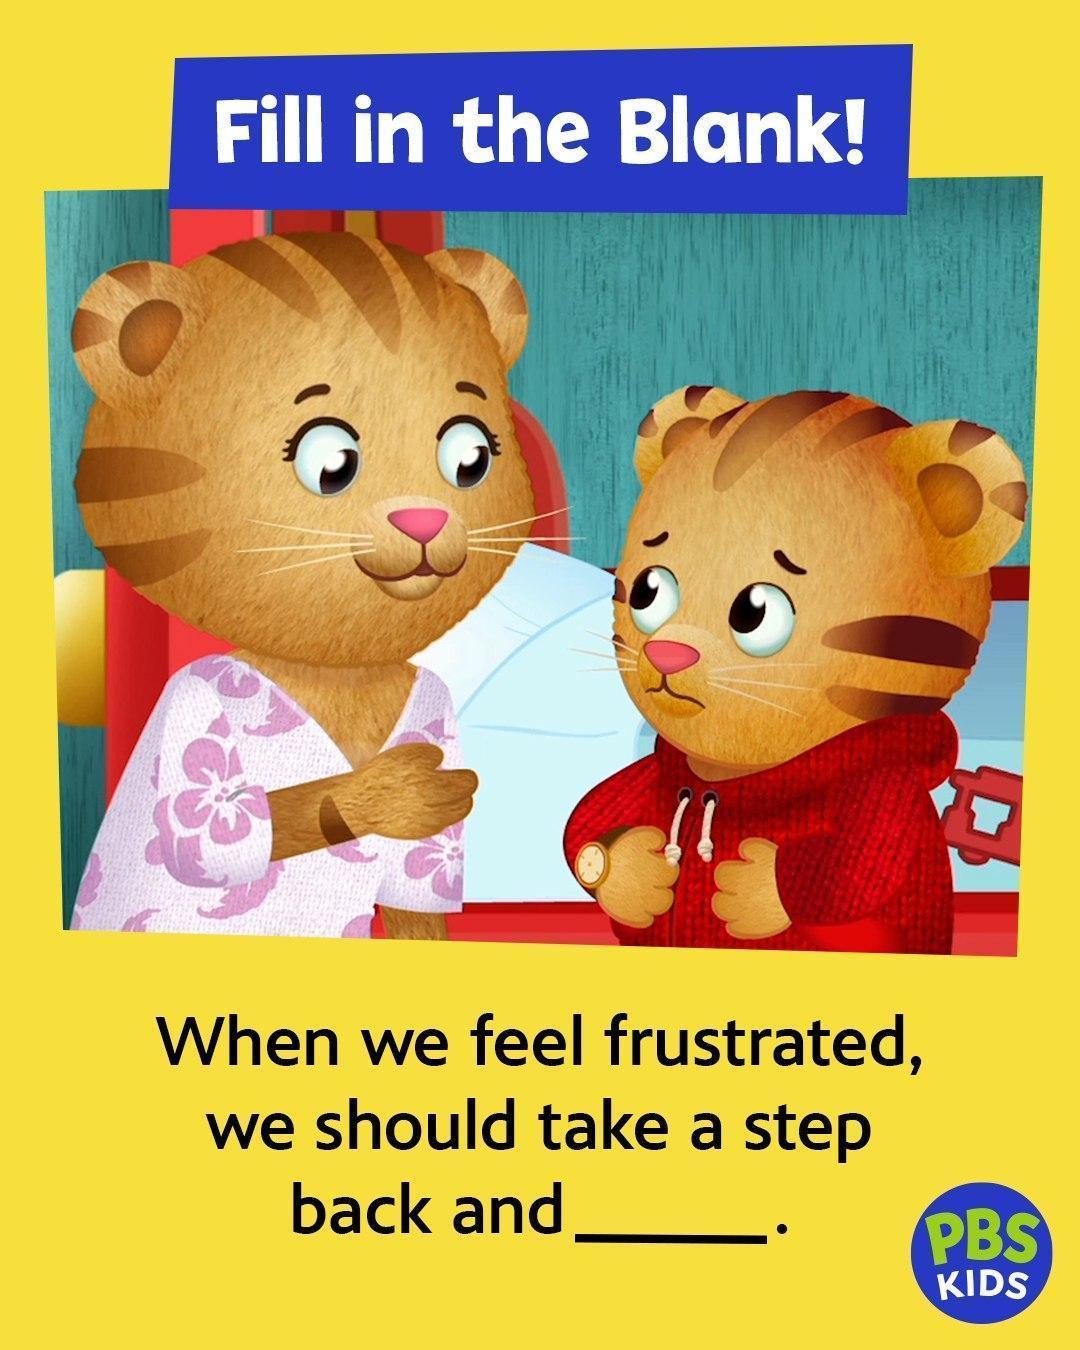 Fill in the Blank!
When we feel frustrated,
we should take a step
back and _____.
PBS
KIDS